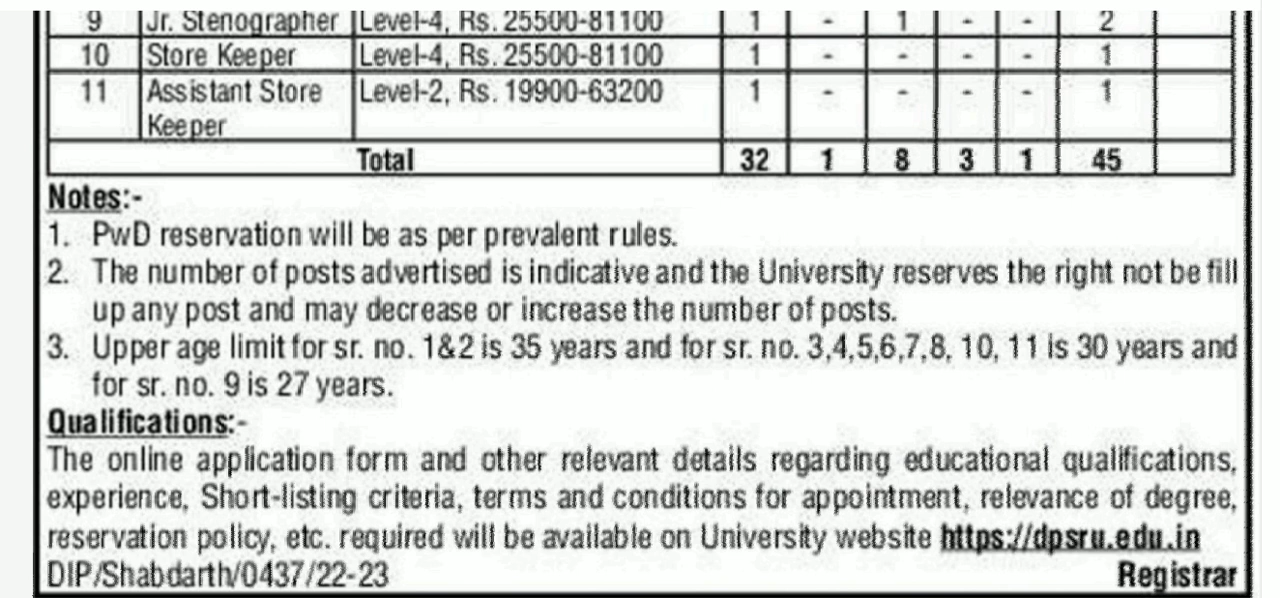 9 Jr. Stenographer Level-4, Rs. 25500-81100 1 - 1 - - 2
10 Store Keeper Level-4, Rs. 25500-81100 1 - - - - 1
11 Assistant Store Level-2, Rs. 19900-63200 1 - - - - 1
Keeper
Total 32 1 8 3 1 45
Notes:-
1. PwD reservation will be as per prevalent rules.
2. The number of posts advertised is indicative and the University reserves the right not be fill
up any post and may decrease or increase the number of posts.
3. Upper age limit for sr. no. 1&2 is 35 years and for sr. no. 3,4,5,6,7,8, 10, 11 is 30 years and
for sr. no. 9 is 27 years.
Qualifications:-
The online application form and other relevant details regarding educational qualifications,
experience, Short-listing criteria, terms and conditions for appointment, relevance of degree,
reservation policy, etc. required will be available on University website https://dpsru.edu.in
DIP/Shabdarth/0437/22-23 Registrar